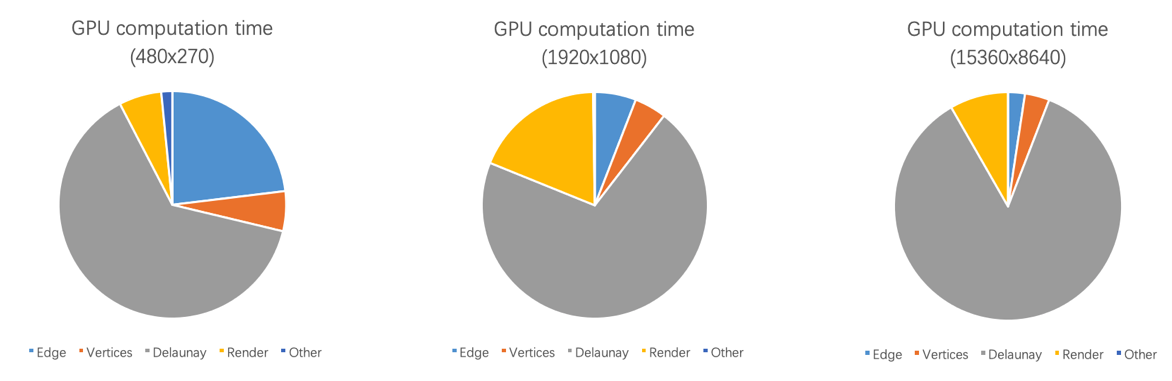 GPU computation time
(480x270)
Edge Vertices Delaunay Render Other
GPU computation time
(1920x1080)
Edge Vertices Delaunay Render Other
GPU computation time
(15360x8640)
Edge Vertices Delaunay Render Other